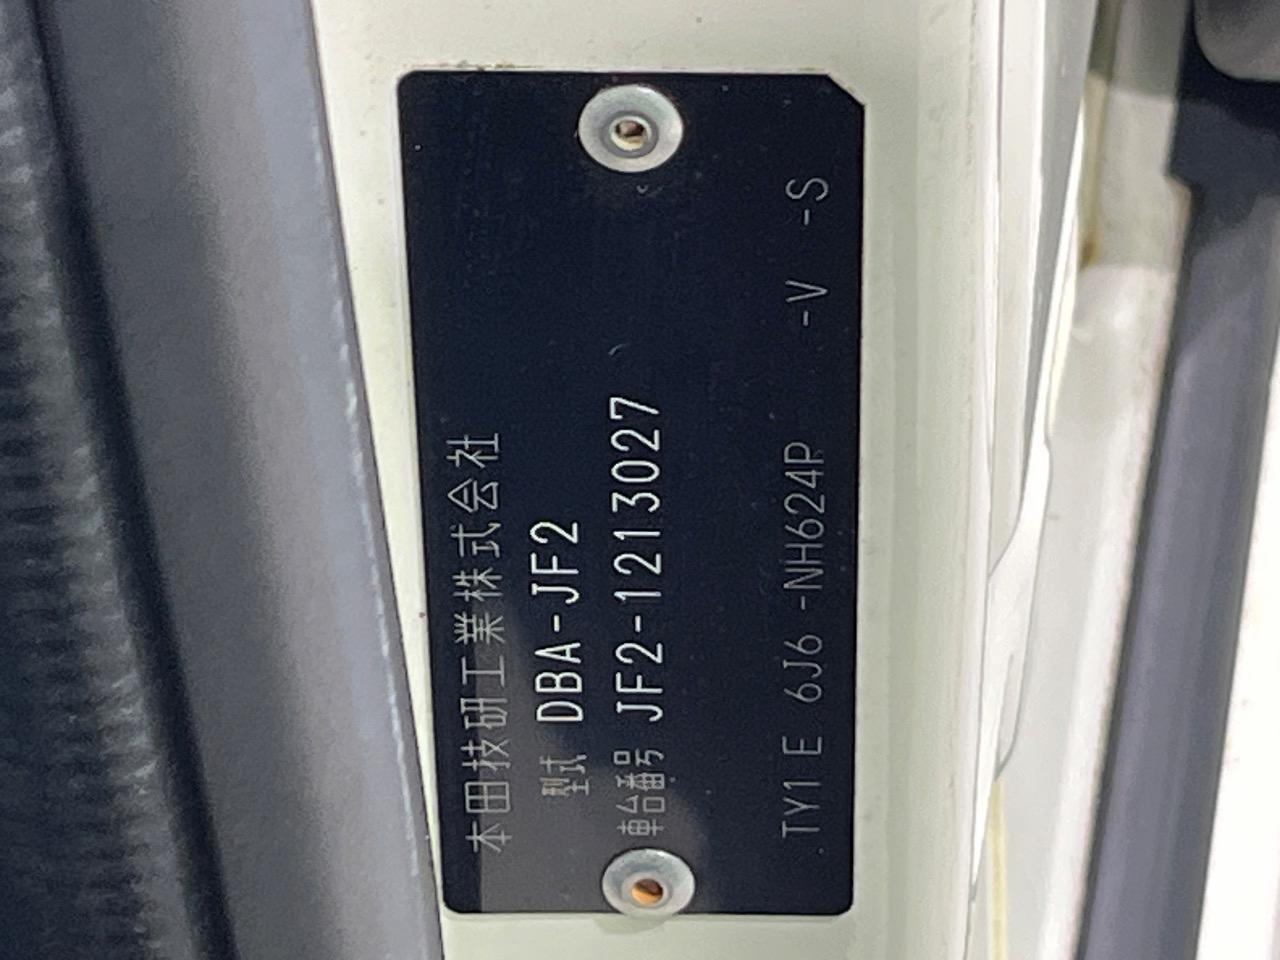 本田技研工業株式会社
型式 DBA-JF2
車台番号 JF2-1213027
TY1 E 6J6 -NH624P -V -S